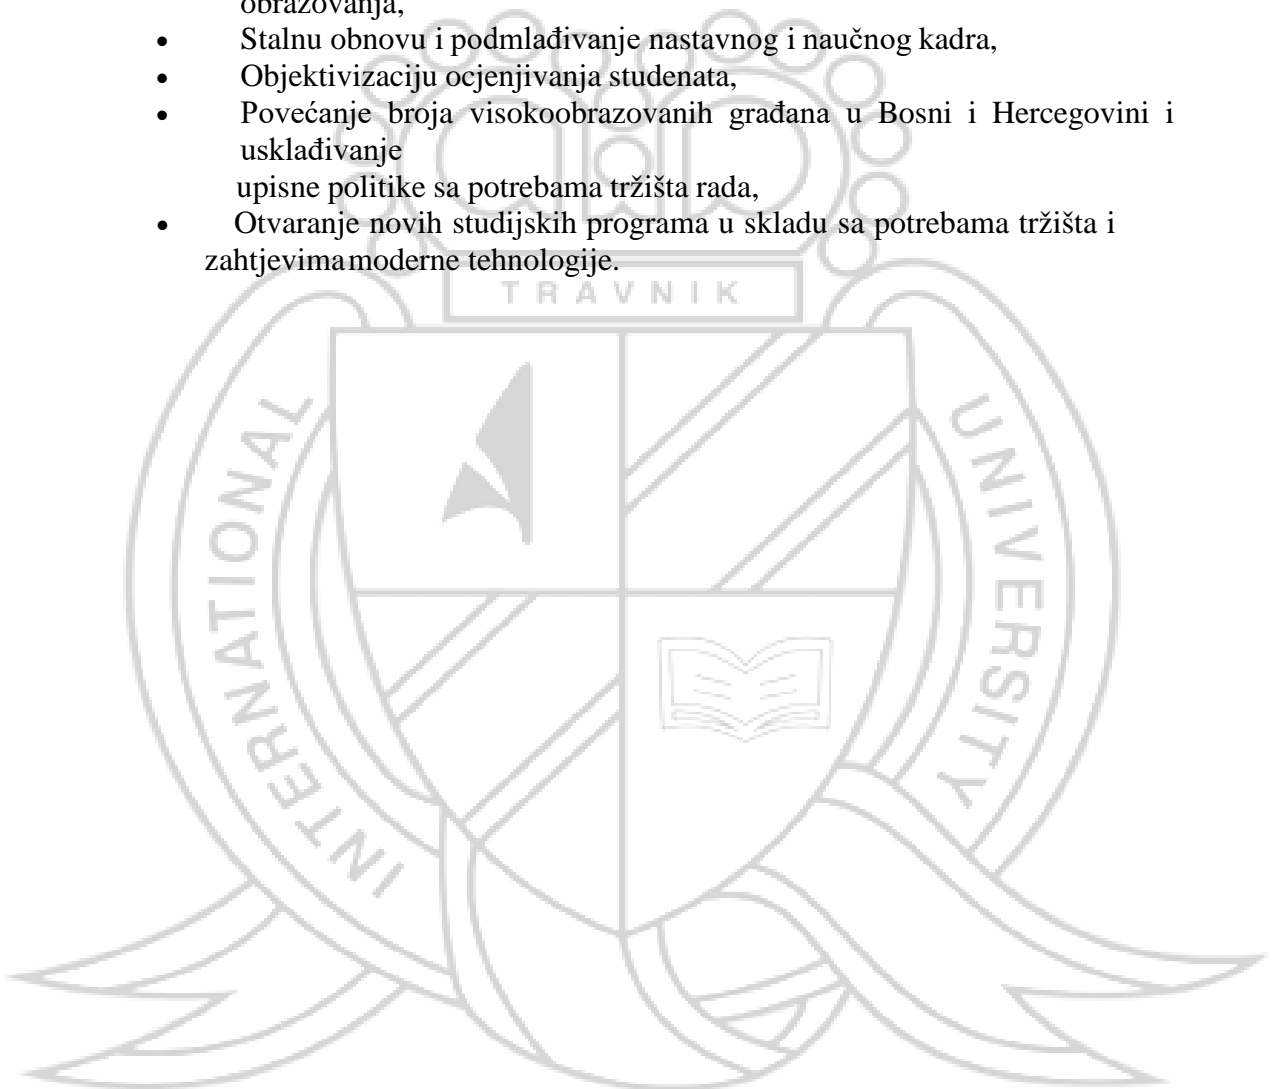 obrazovanja,
• Stalnu obnovu i podmlađivanje nastavnog i naučnog kadra,
• Objektivizaciju ocjenjivanja studenata,
• Povećanje broja visokoobrazovanih građana u Bosni i Hercegovini i
usklađivanje
upisne politike sa potrebama tržišta rada,
• Otvaranje novih studijskih programa u skladu sa potrebama tržišta i
zahtjevima moderne tehnologije.
TRAVNIK
INTERNATIONAL
UNIVERSITY